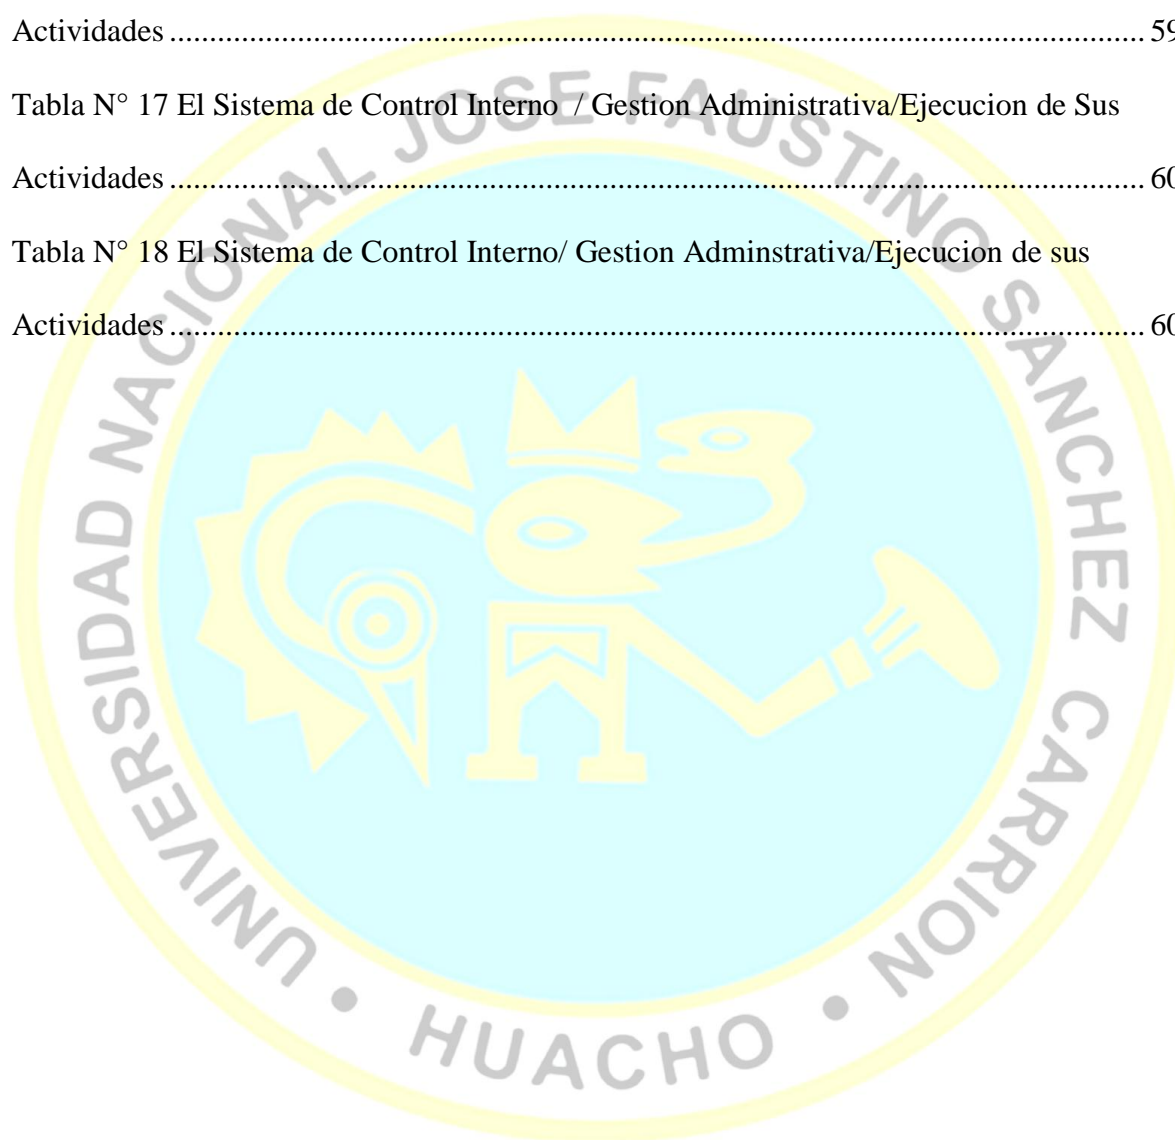 Actividades ........................................................................................................................ 59
Tabla N° 17 El Sistema de Control Interno / Gestion Administrativa/Ejecucion de Sus
Actividades ........................................................................................................................ 60
Tabla N° 18 El Sistema de Control Interno/ Gestion Adminstrativa/Ejecucion de sus
Actividades ........................................................................................................................ 60
UNIVERSIDAD NACIONAL JOSE FAUSTINO SANCHEZ CARRION • HUACHO •